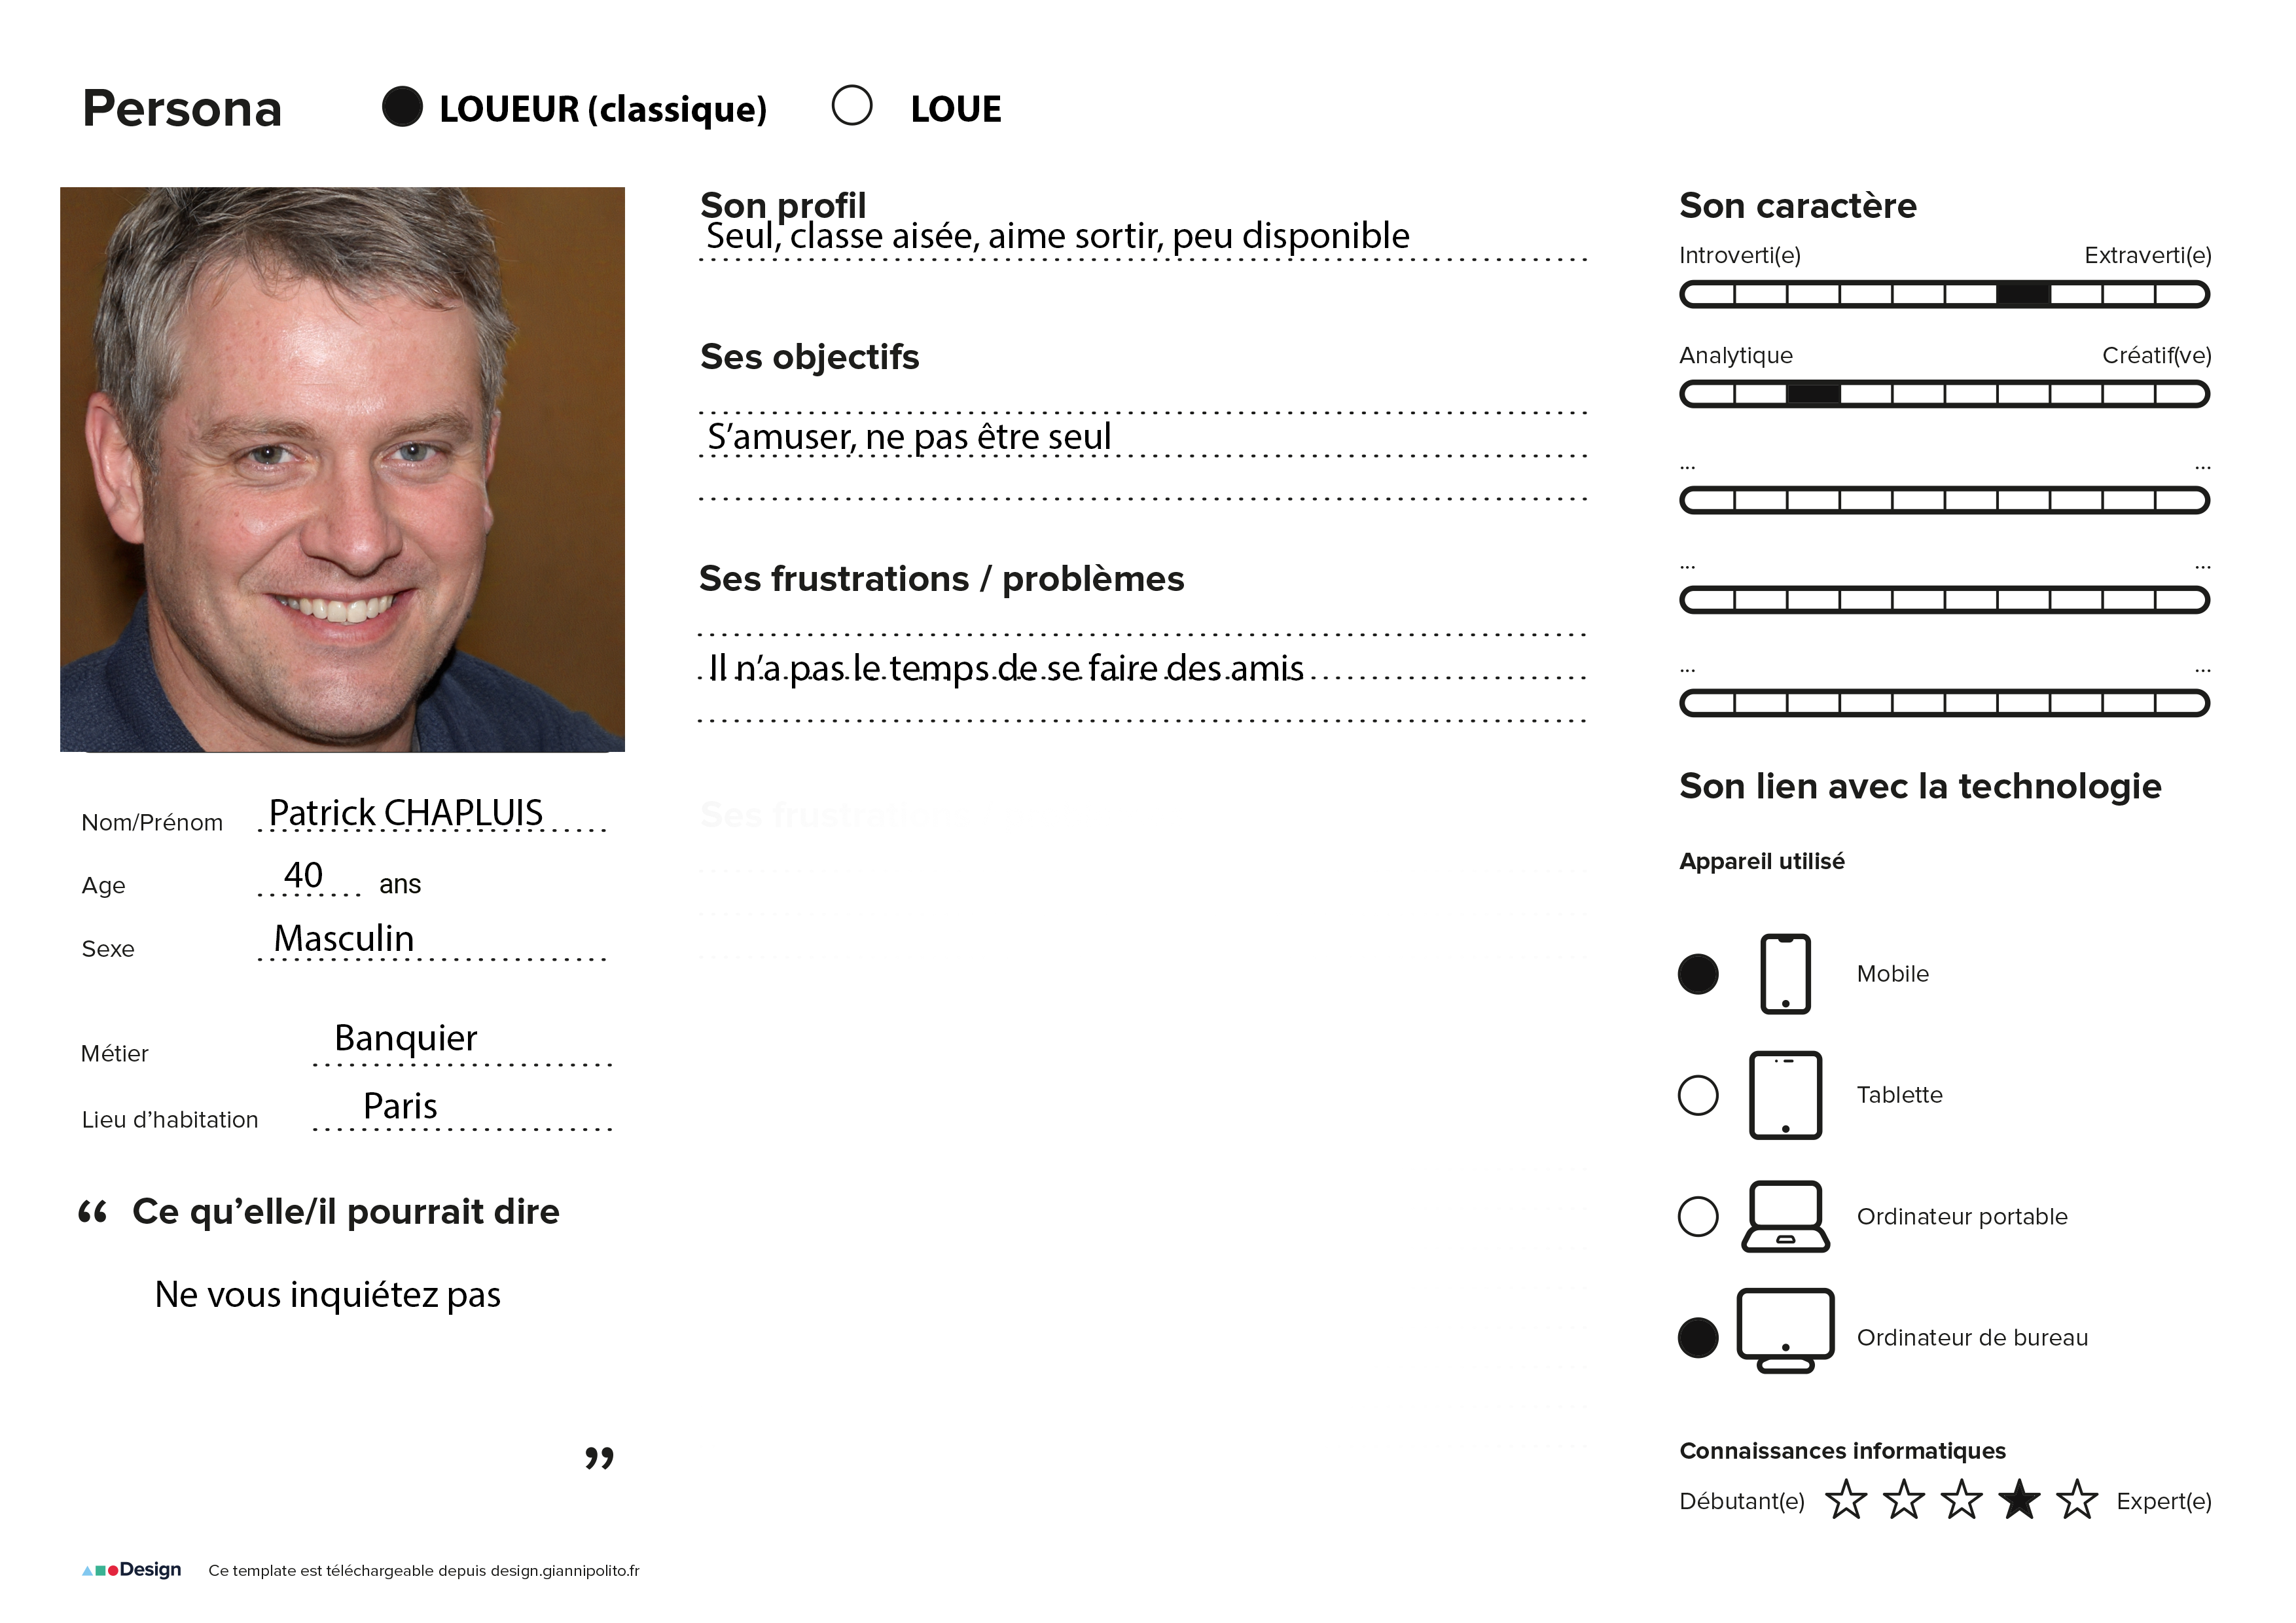 Persona
LOUEUR (classique)
LOUE
Nom/Prénom Patrick CHAPLUIS
Age 40 ans
Sexe Masculin
Métier Banquier
Lieu d’habitation Paris
“ Ce qu’elle/il pourrait dire
Ne vous inquiétez pas
”
Son profil
Seul, classe aisée, aime sortir, peu disponible
Ses objectifs
S’amuser, ne pas être seul
Ses frustrations / problèmes
Il n’a pas le temps de se faire des amis
Ses frustration
Son caractère
Introverti(e) Extraverti(e)
Analytique Créatif(ve)
... ...
... ...
... ...
Son lien avec la technologie
Appareil utilisé
Mobile
Tablette
Ordinateur portable
Ordinateur de bureau
Connaissances informatiques
Débutant(e) Expert(e)
Design
Ce template est téléchargeable depuis design.giannipolito.fr